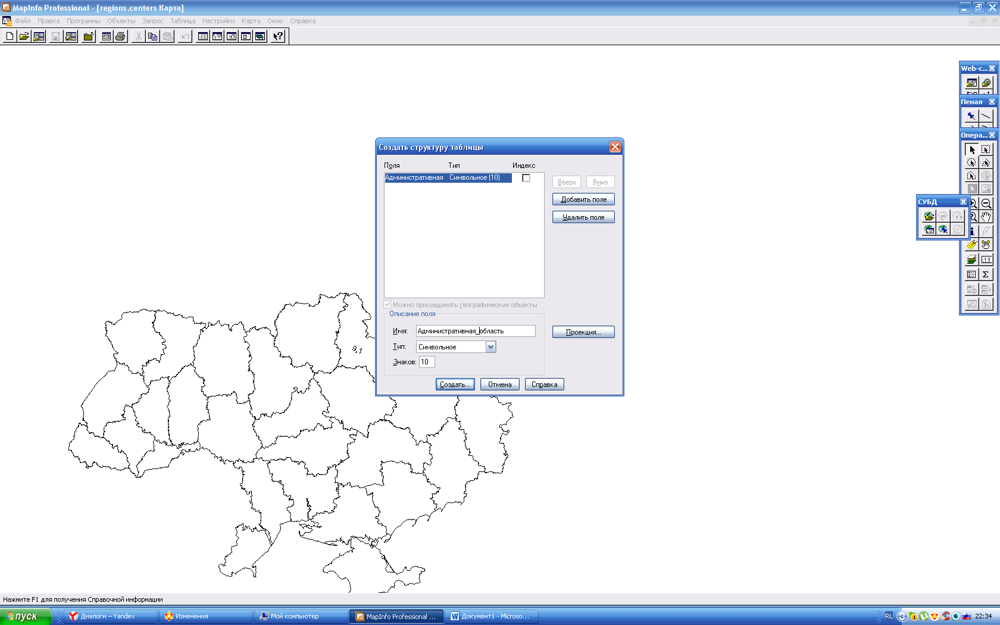 MapInfo Professional - [regions,centers Карта]
Файл Правка Программы Объекты Запрос Таблица Настройки Карта Окно Справка
Web-с...
Пенал
Опера...
СУБД
Создать структуру таблицы
Поля Тип Индекс
Административная Символьное (10)
Вверх Вниз
Добавить поле
Удалить поле
Можно присоединять географические объекты
Описание поля
Имя: Административная_область
Проекция...
Тип: Символьное
Знаков: 10
Создать... Отмена Справка
Нажмите F1 для получения Справочной информации
пуск Диалоги – Yandex Изменения Мой компьютер MapInfo Professional ... Документ1 - Microso... RL 22:34